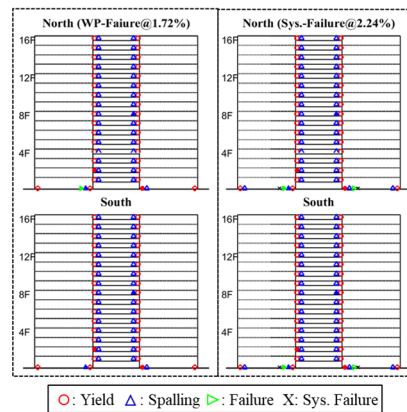 North (WP-Faiure@1.72%)
North (Sys.-Failure@2.24%)
16F
12F
8F
4F
16F
12F
8F
4F
South
South
16F
12F
8F
4F
16F
12F
8F
4F
: Yield : Spalling : Failure X: Sys. Failure